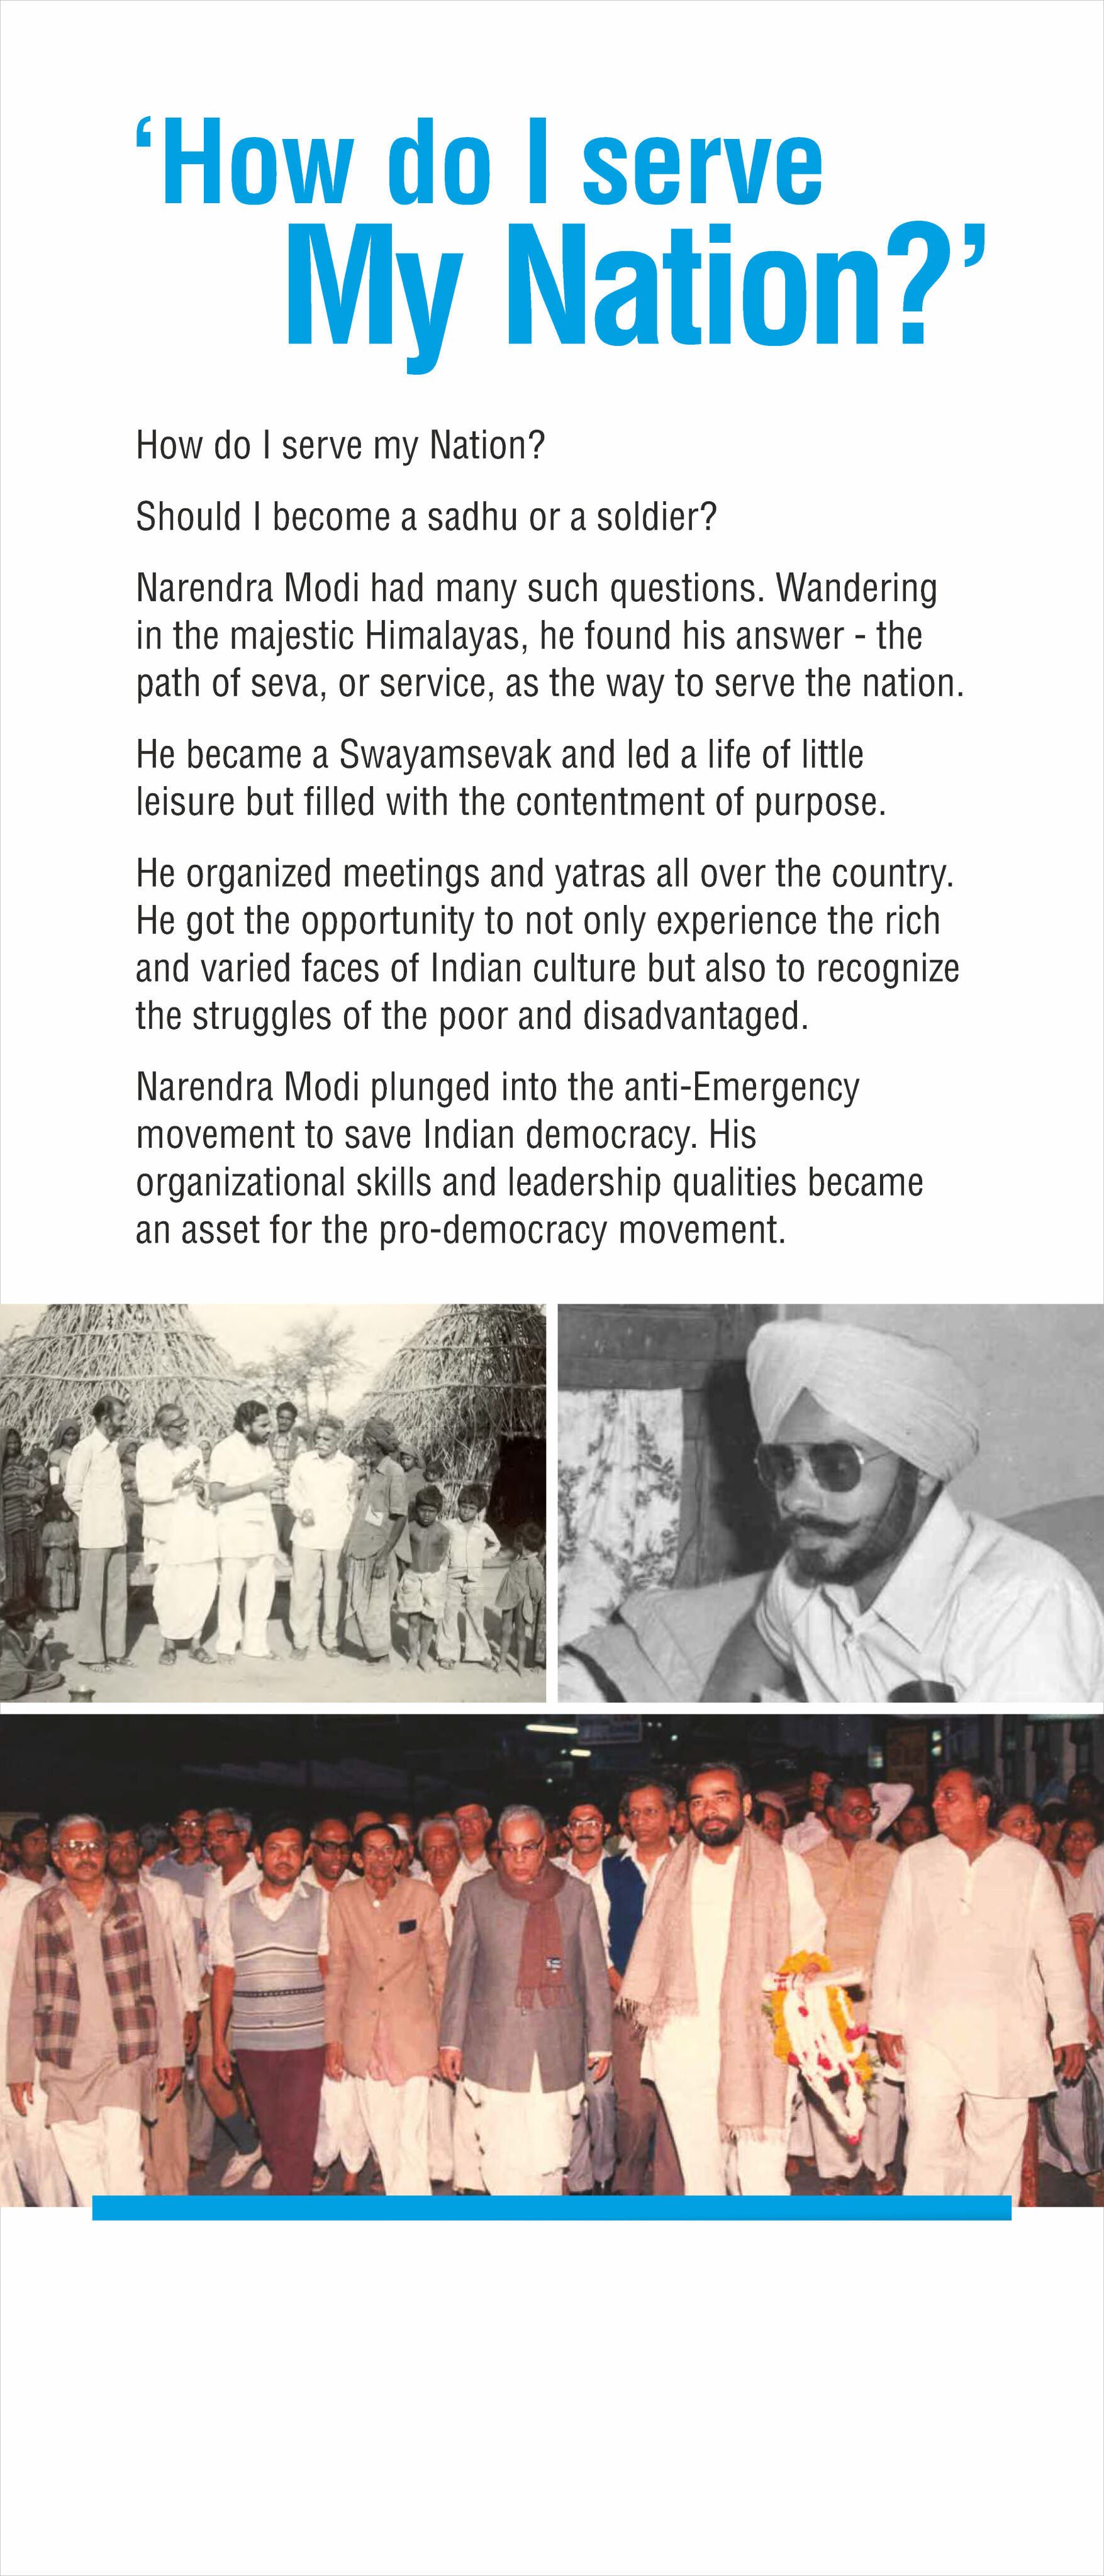 ‘How do I serve
My Nation?’
How do I serve my Nation?
Should I become a sadhu or a soldier?
Narendra Modi had many such questions. Wandering
in the majestic Himalayas, he found his answer - the
path of seva, or service, as the way to serve the nation.
He became a Swayamsevak and led a life of little
leisure but filled with the contentment of purpose.
He organized meetings and yatras all over the country.
He got the opportunity to not only experience the rich
and varied faces of Indian culture but also to recognize
the struggles of the poor and disadvantaged.
Narendra Modi plunged into the anti-Emergency
movement to save Indian democracy. His
organizational skills and leadership qualities became
an asset for the pro-democracy movement.